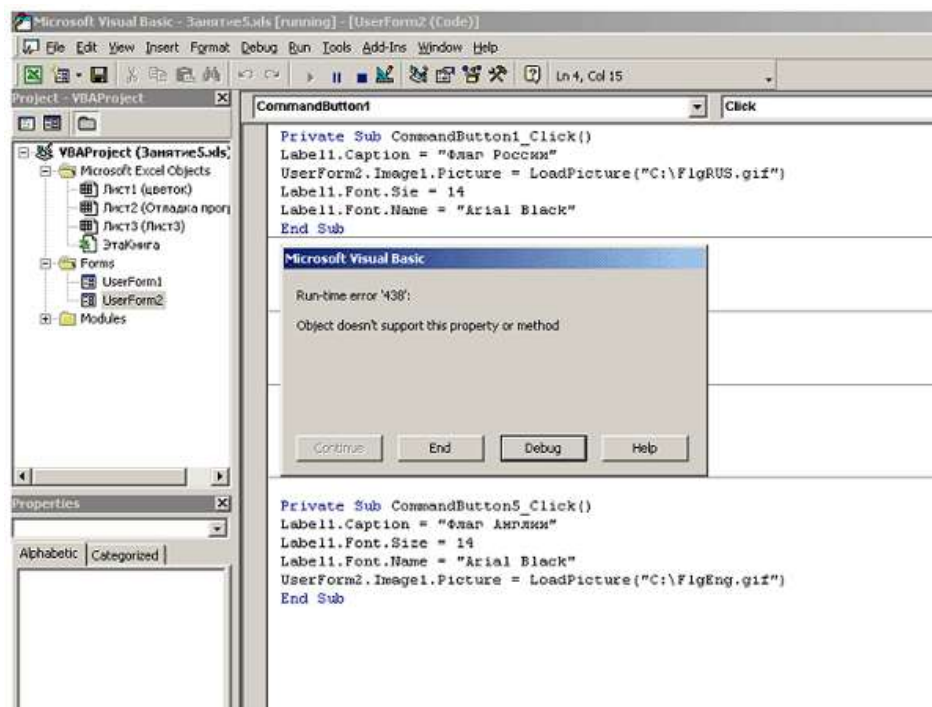 Microsoft Visual Basic - Занятие5.xls [running] - [UserForm2 (Code)]
File Edit View Insert Format Debug Run Tools Add-Ins Window Help
Ln 4, Col 15
Project - VBAProject
CommandButton1
Click
VBAProject (Занятие5.xls
Microsoft Excel Objects
Лист1 (цветок)
Лист2 (Отладка прог
Лист3 (Лист3)
ЭтаКнига
Forms
UserForm1
UserForm2
Modules
Private Sub CommandButton1_Click()
Label1.Caption = "Флаг России"
UserForm2.Image1.Picture = LoadPicture("C:\FlgRUS.gif")
Label1.Font.Sie = 14
Label1.Font.Name = "Arial Black"
End Sub
Microsoft Visual Basic
Run-time error '438':
Object doesn't support this property or method
Continue End Debug Help
Properties
Alphabetic Categorized
Private Sub CommandButton5_Click()
Label1.Caption = "Флаг Англии"
Label1.Font.Size = 14
Label1.Font.Name = "Arial Black"
UserForm2.Image1.Picture = LoadPicture("C:\FlgEng.gif")
End Sub